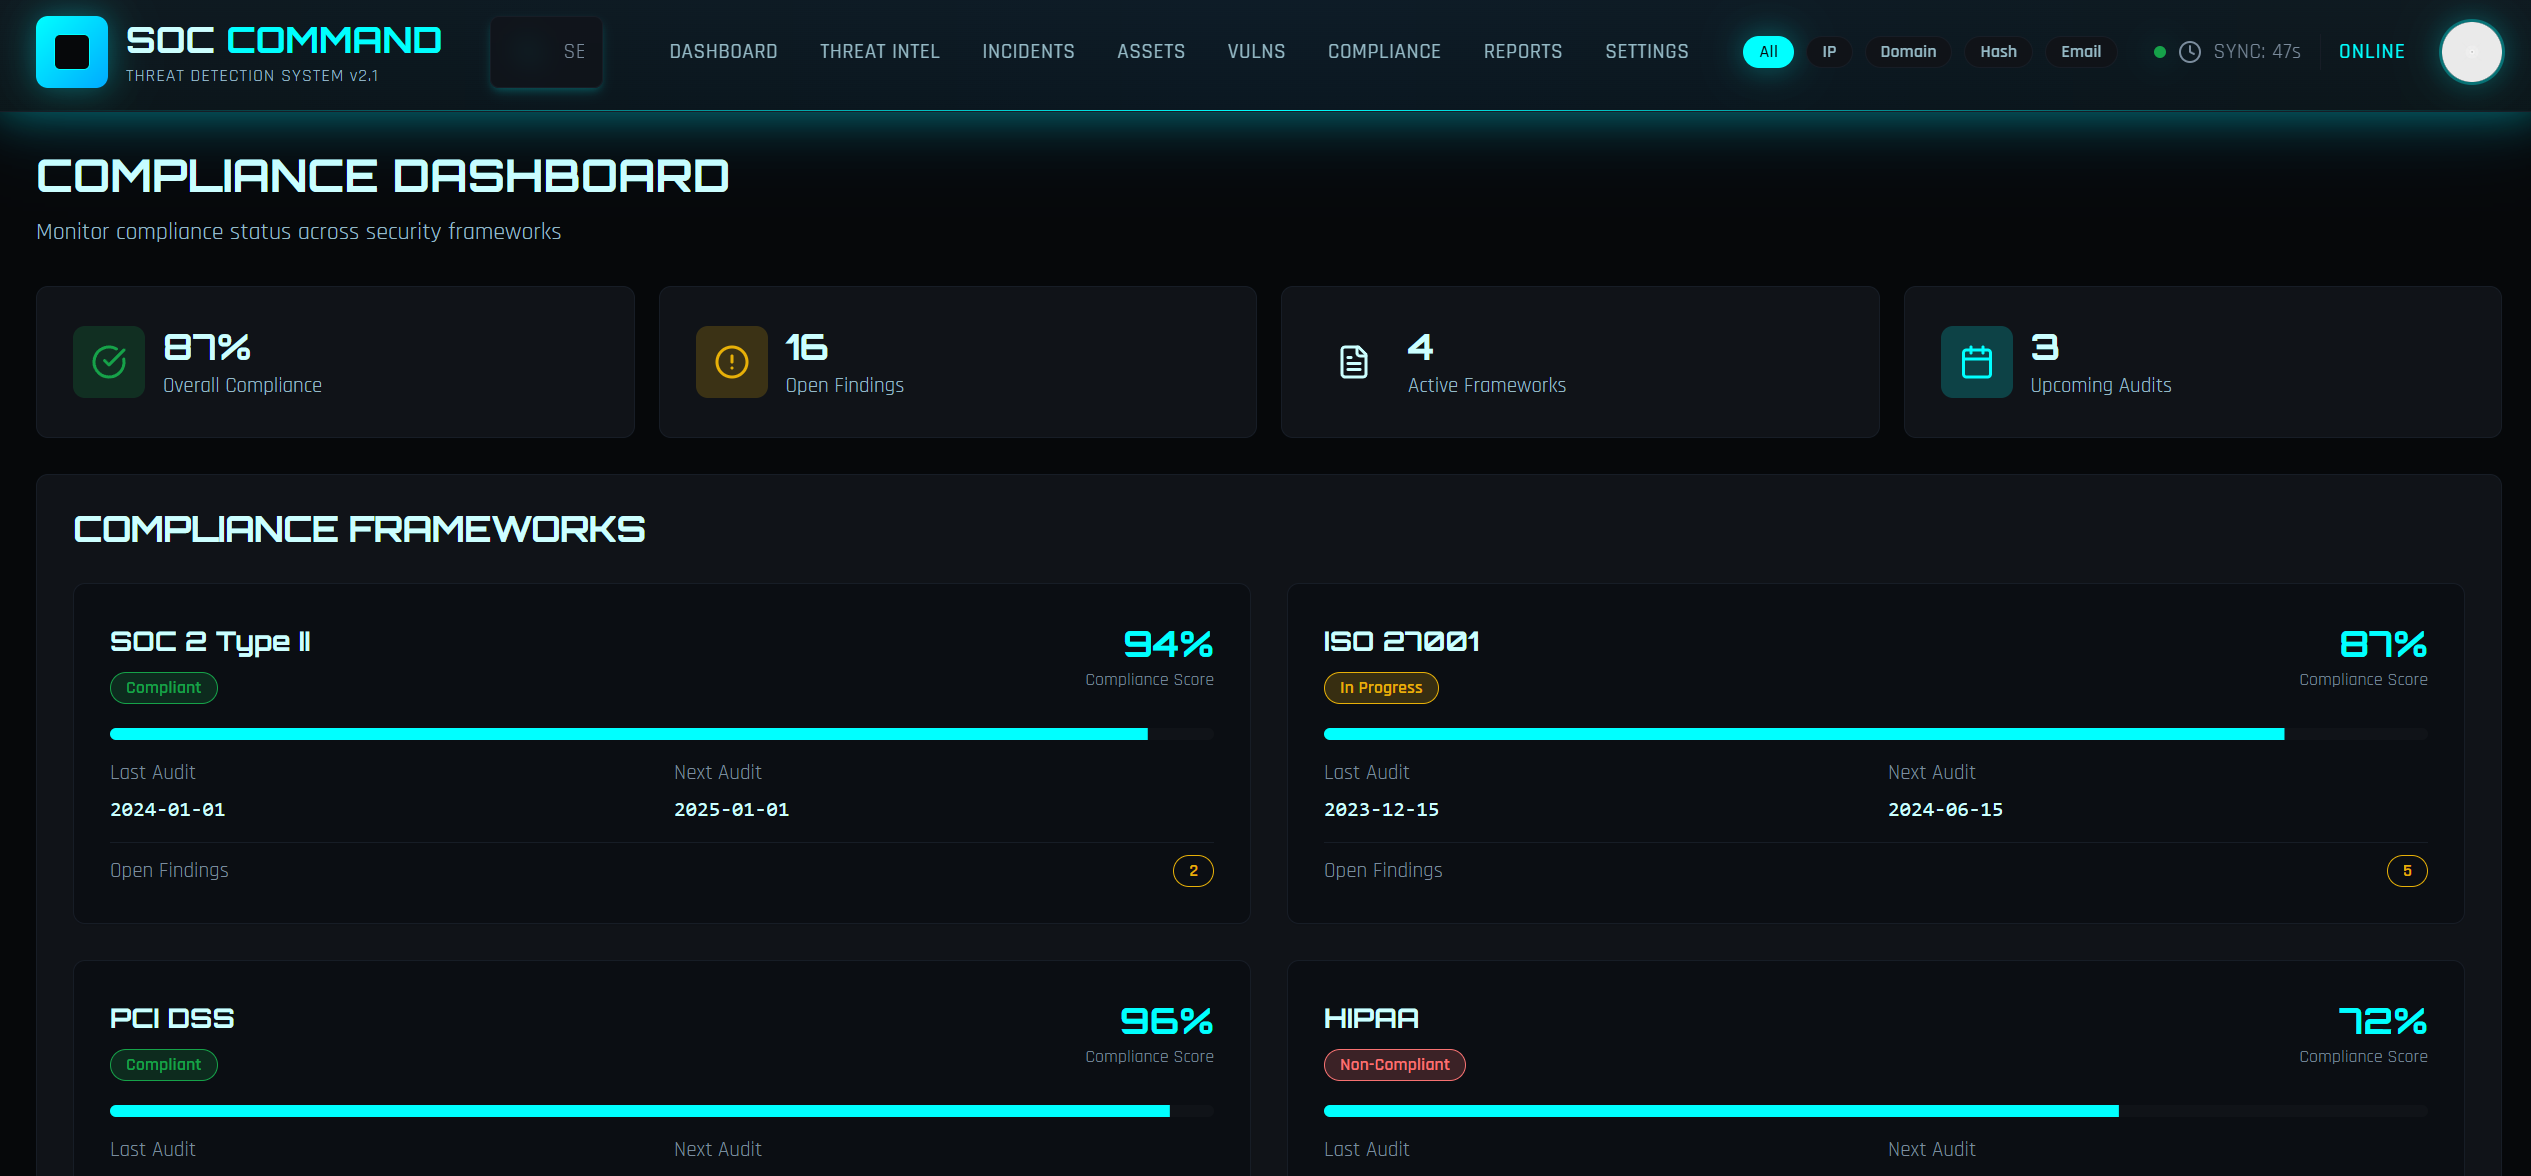 SOC COMMAND
THREAT DETECTION SYSTEM v2.1
SE
DASHBOARD
THREAT INTEL
INCIDENTS
ASSETS
VULNS
COMPLIANCE
REPORTS
SETTINGS
All
IP
Domain
Hash
Email
SYNC: 47s
ONLINE
COMPLIANCE DASHBOARD
Monitor compliance status across security frameworks
87%
Overall Compliance
16
Open Findings
4
Active Frameworks
3
Upcoming Audits
COMPLIANCE FRAMEWORKS
SOC 2 Type II
Compliant
94%
Compliance Score
Last Audit
2024-01-01
Next Audit
2025-01-01
Open Findings
2
ISO 27001
In Progress
87%
Compliance Score
Last Audit
2023-12-15
Next Audit
2024-06-15
Open Findings
5
PCI DSS
Compliant
96%
Compliance Score
Last Audit
Next Audit
HIPAA
Non-Compliant
72%
Compliance Score
Last Audit
Next Audit